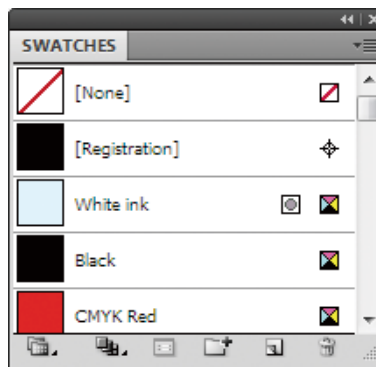 SWATCHES
[None]
[Registration]
White ink
Black
CMYK Red